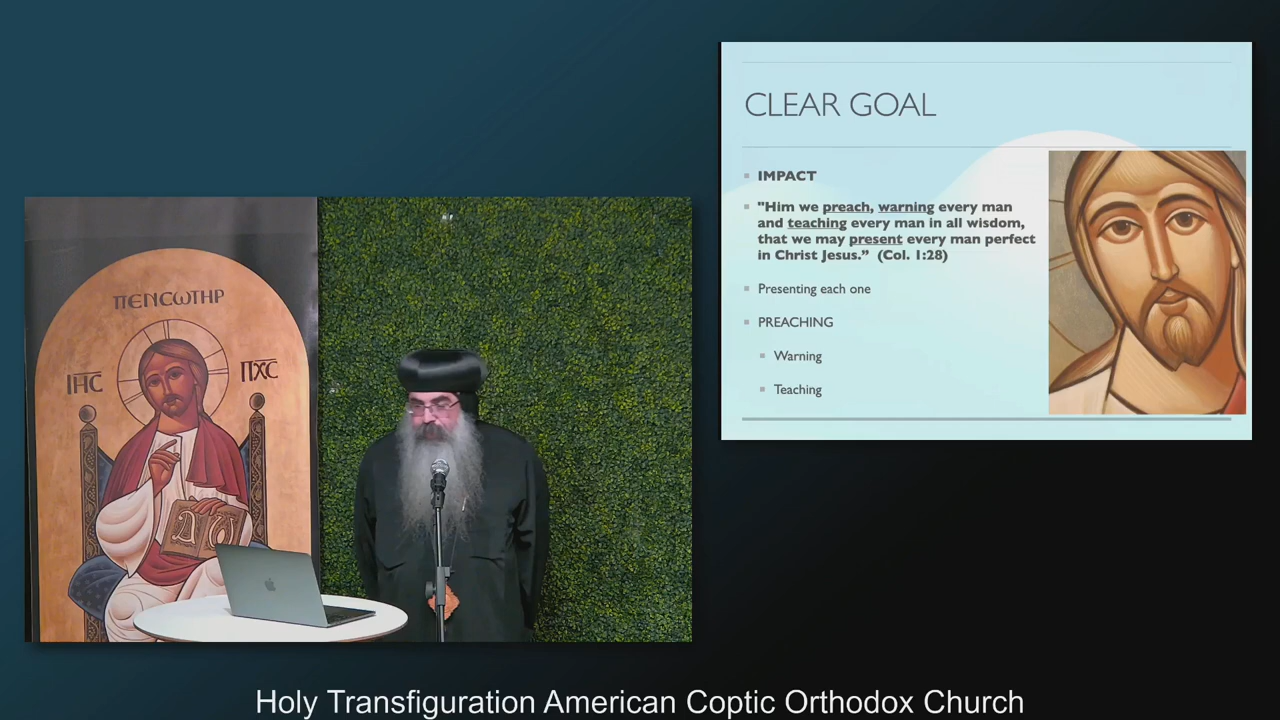 CLEAR GOAL
IMPACT
"Him we preach, warning every man
and teaching every man in all wisdom,
that we may present every man perfect
in Christ Jesus.” (Col. 1:28)
Presenting each one
PREACHING
Warning
Teaching
ⲠⲈⲚⲤⲰⲦⲎⲢ
ⲒⲎ̅Ⲥ̅
ⲠⲬ̅Ⲥ̅
Ⲁ Ⲱ
Holy Transfiguration American Coptic Orthodox Church